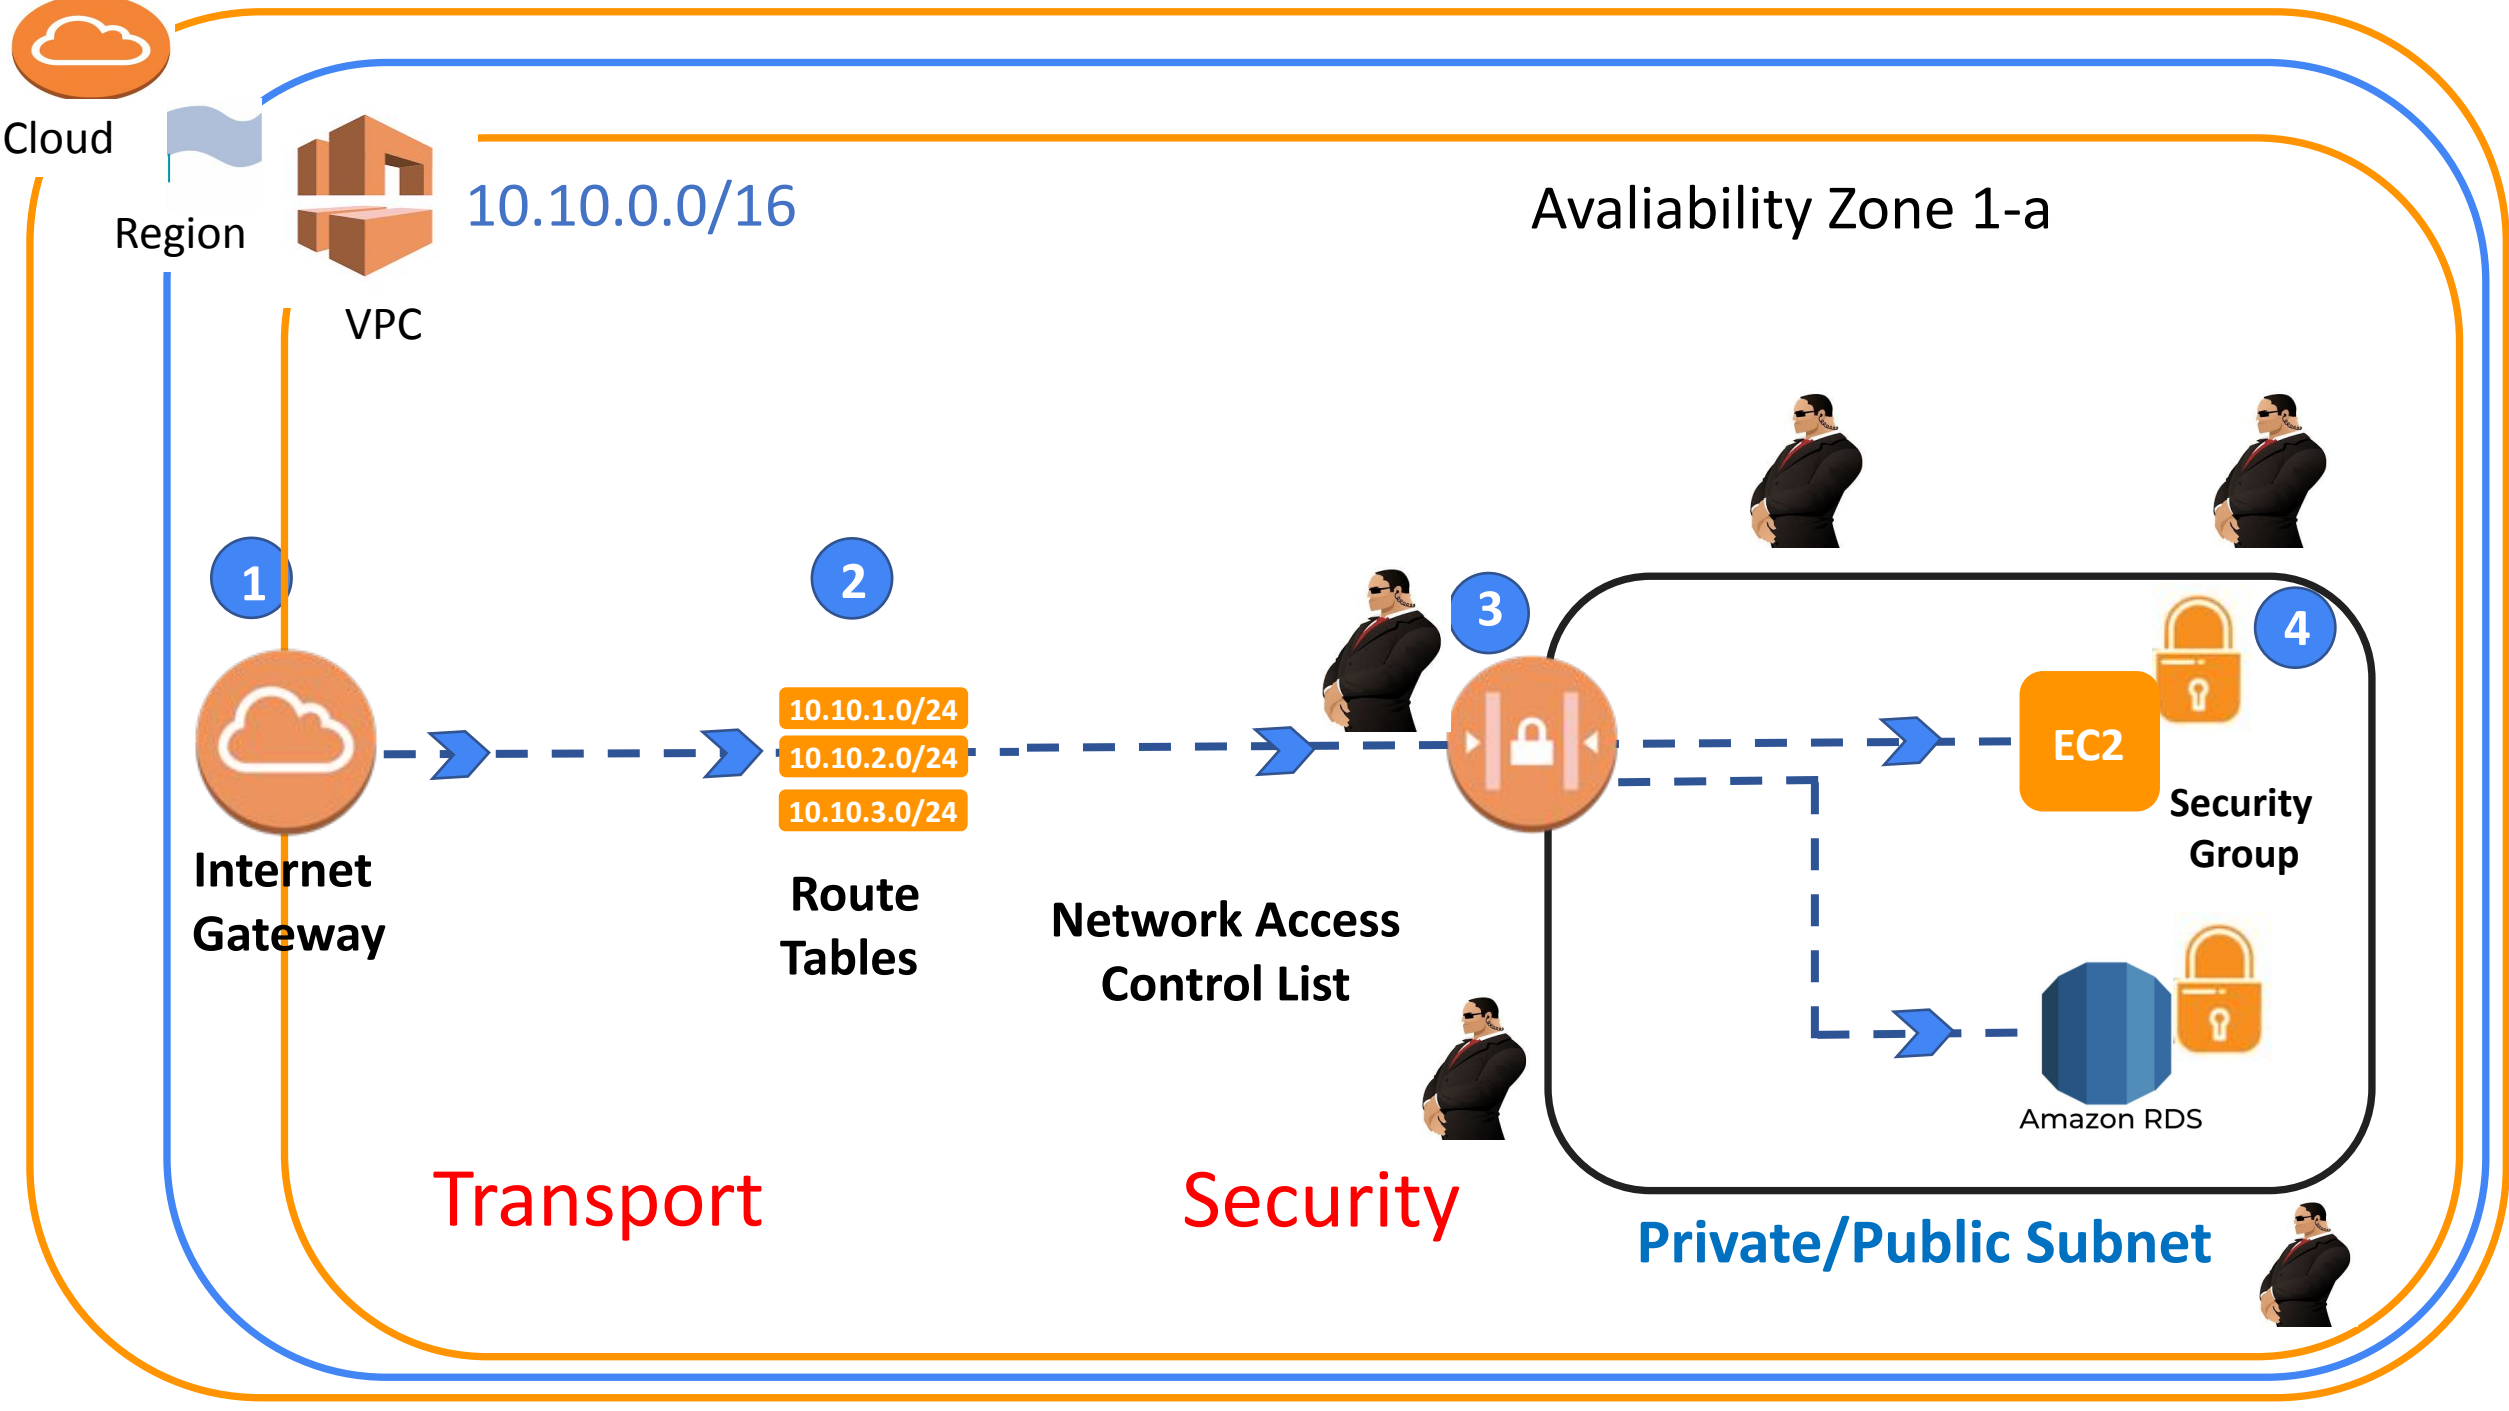 Cloud
Region
VPC
10.10.0.0/16
Avaliability Zone 1-a
1
2
3
4
10.10.1.0/24
10.10.2.0/24
10.10.3.0/24
EC2
Security
Group
Internet
Gateway
Route
Tables
Network Access
Control List
Amazon RDS
Transport
Security
Private/Public Subnet